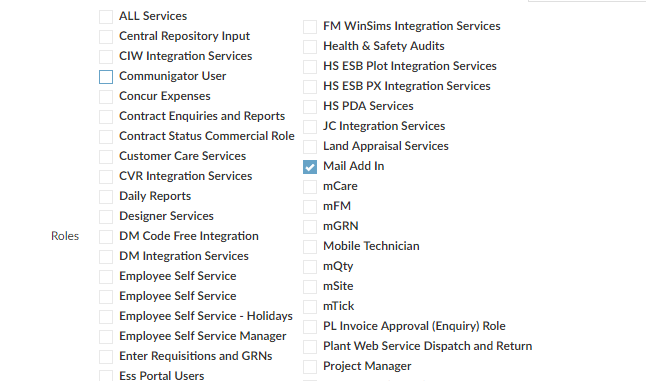 ALL Services
Central Repository Input
CIW Integration Services
Communigator User
Concur Expenses
Contract Enquiries and Reports
Contract Status Commercial Role
Customer Care Services
CVR Integration Services
Daily Reports
Designer Services
Roles
DM Code Free Integration
DM Integration Services
Employee Self Service
Employee Self Service
Employee Self Service - Holidays
Employee Self Service Manager
Enter Requisitions and GRNs
Ess Portal Users
FM WinSims Integration Services
Health & Safety Audits
HS ESB Plot Integration Services
HS ESB PX Integration Services
HS PDA Services
JC Integration Services
Land Appraisal Services
Mail Add In
mCare
mFM
mGRN
Mobile Technician
mQty
mSite
mTick
PL Invoice Approval (Enquiry) Role
Plant Web Service Dispatch and Return
Project Manager